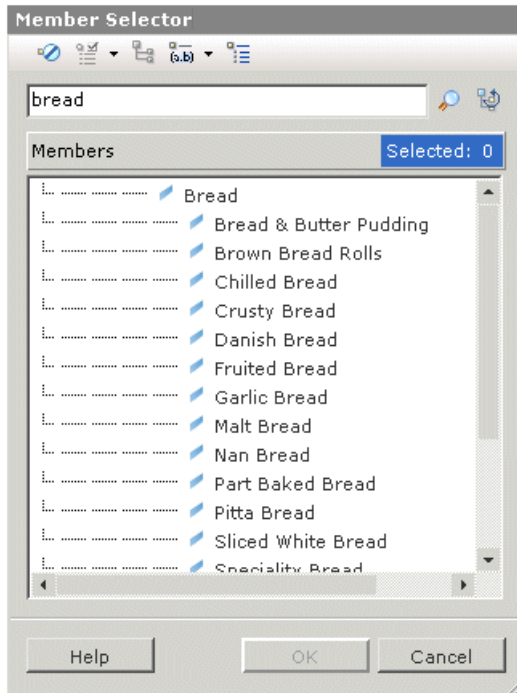 Member Selector
(a.b)
bread
Members Selected: 0
Bread
Bread & Butter Pudding
Brown Bread Rolls
Chilled Bread
Crusty Bread
Danish Bread
Fruited Bread
Garlic Bread
Malt Bread
Nan Bread
Part Baked Bread
Pitta Bread
Sliced White Bread
Speciality Bread
Help OK Cancel